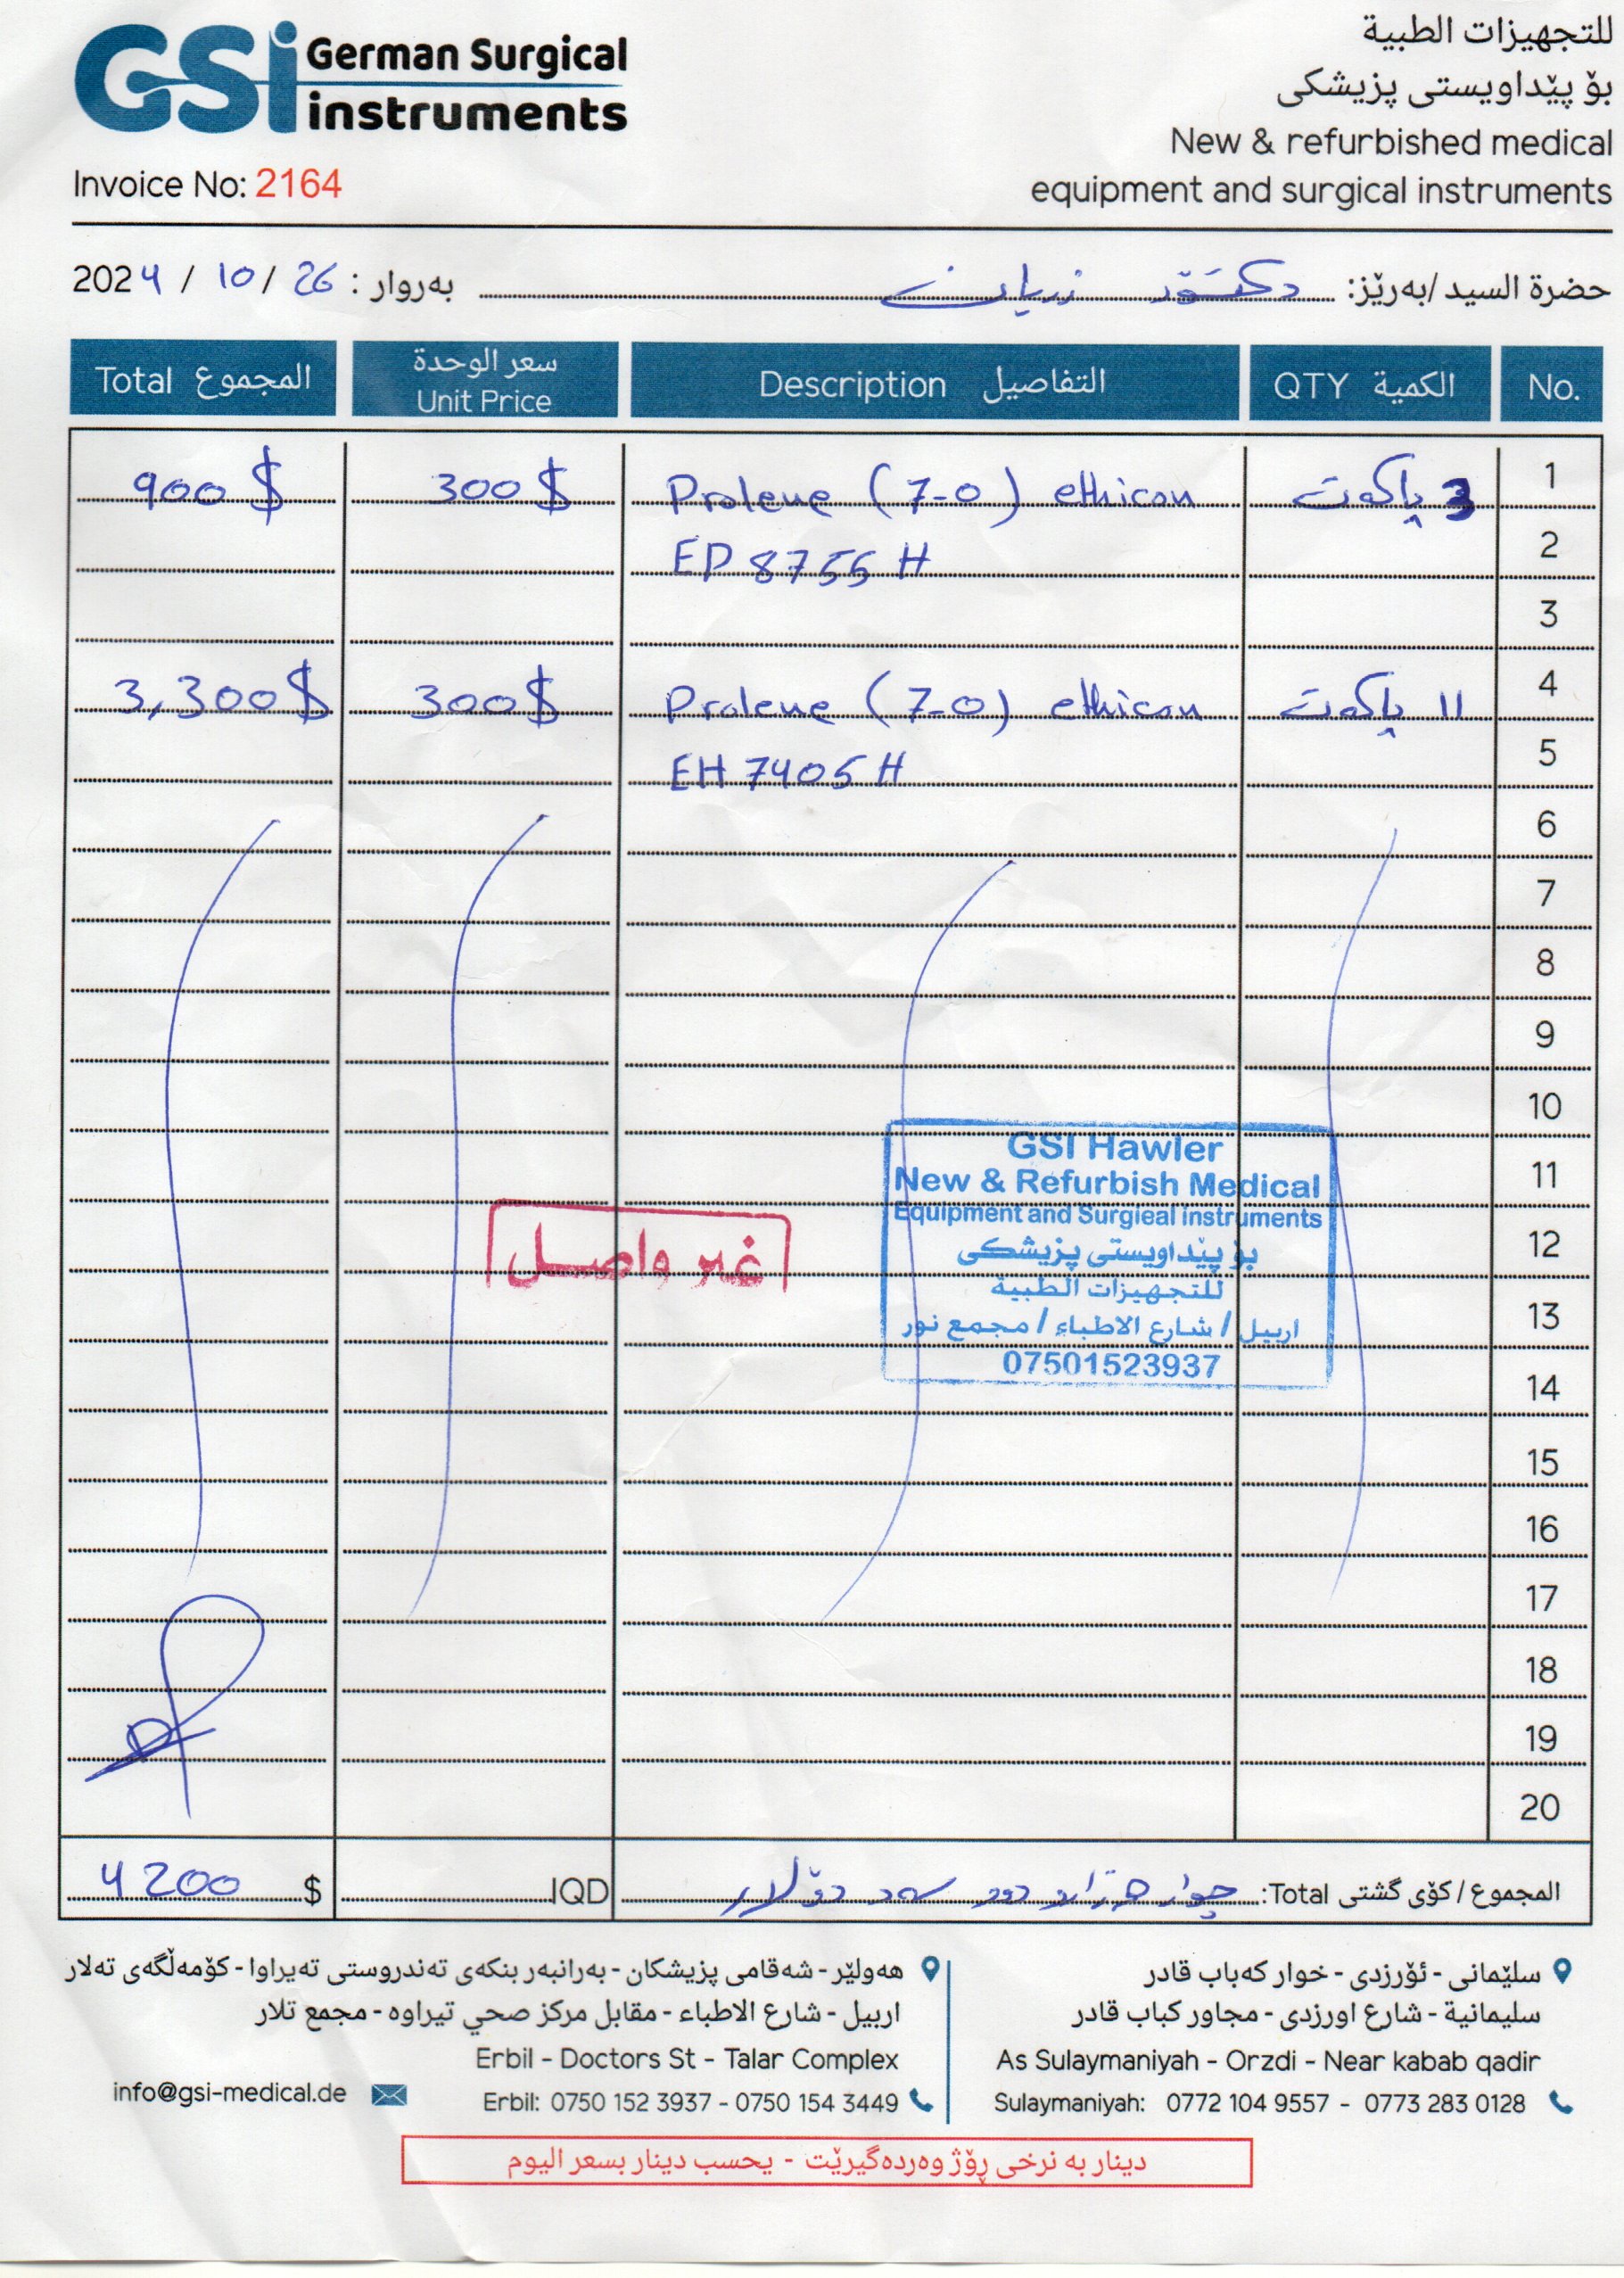 GSi German Surgical instruments
للتجهيزات الطبية
بۆ پێداویستی پزیشکی
New & refurbished medical
equipment and surgical instruments
Invoice No: 2164
حضرة السيد/بەرێز: دکتۆر زریان
بەروار : 2024 / 10 / 26
No. الكمية QTY التفاصيل Description سعر الوحدة Unit Price المجموع Total
1 3 پاکەت Prolene (7-0) ethicon 300$ 900$
2 EP 8755 H
3
4 11 پاکەت Prolene (7-0) ethicon 300$ 3,300$
5 EH 7405 H
6
7
8
9
10
11
12
13
14
15
16
17
18
19
20
GSI Hawler
New & Refurbish Medical
Equipment and Surgieal instruments
بۆ پێداویستی پزیشکی
للتجهيزات الطبية
اربيل / شارع الاطباء / مجمع نور
07501523937
غير واصل
المجموع / کۆی گشتی Total: چوار هەزار و دوو سەد دۆلار IQD 4200 $
سلێمانی - ئۆرزدی - خوار کەباب قادر
سليمانية - شارع اورزدى - مجاور كباب قادر
As Sulaymaniyah - Orzdi - Near kabab qadir
Sulaymaniyah: 0772 104 9557 - 0773 283 0128
هەولێر - شەقامی پزیشکان - بەرانبەر بنکەی تەندروستی تەیراوا - کۆمەڵگەی تەلار
اربيل - شارع الاطباء - مقابل مركز صحي تيراوه - مجمع تلار
Erbil - Doctors St - Talar Complex
Erbil: 0750 152 3937 - 0750 154 3449
info@gsi-medical.de
دینار بە نرخی ڕۆژ وەردەگیرێت - يحسب دينار بسعر اليوم